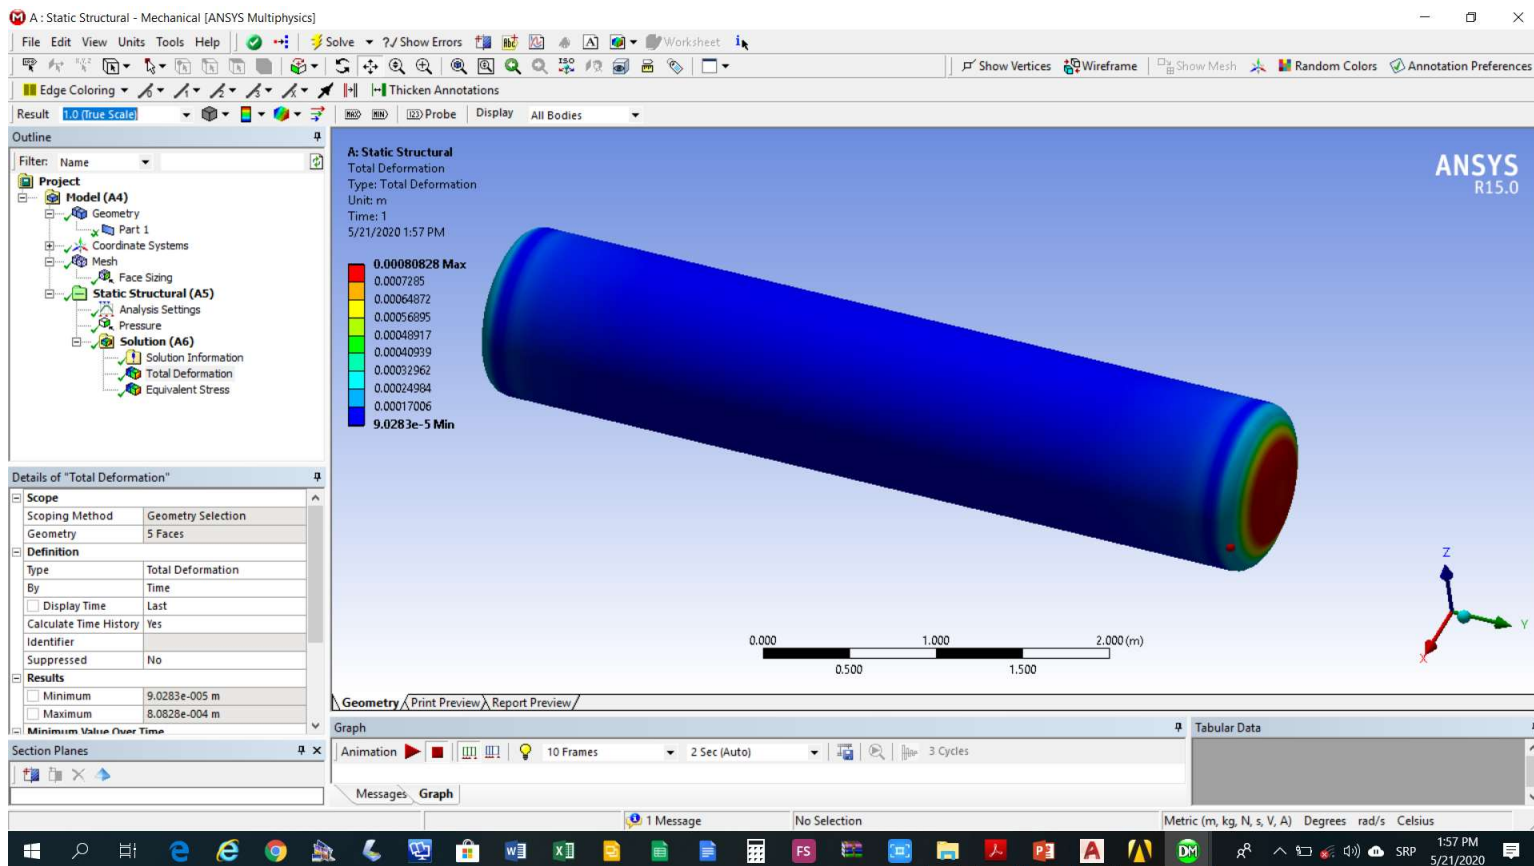 A : Static Structural - Mechanical [ANSYS Multiphysics]
File Edit View Units Tools Help Solve ?/ Show Errors Worksheet
Show Vertices Wireframe Show Mesh Random Colors Annotation Preferences
Edge Coloring Thicken Annotations
Result 1.0 (True Scale) MAX MIN 123 Probe Display All Bodies
Outline
Filter: Name
Project
Model (A4)
Geometry
Part 1
Coordinate Systems
Mesh
Face Sizing
Static Structural (A5)
Analysis Settings
Pressure
Solution (A6)
Solution Information
Total Deformation
Equivalent Stress
Details of "Total Deformation"
Scope
Scoping Method Geometry Selection
Geometry 5 Faces
Definition
Type Total Deformation
By Time
Display Time Last
Calculate Time History Yes
Identifier
Suppressed No
Results
Minimum 9.0283e-005 m
Maximum 8.0828e-004 m
Minimum Value Over Time
Section Planes
A: Static Structural
Total Deformation
Type: Total Deformation
Unit: m
Time: 1
5/21/2020 1:57 PM
0.00080828 Max
0.0007285
0.00064872
0.00056895
0.00048917
0.00040939
0.00032962
0.00024984
0.00017006
9.0283e-5 Min
ANSYS
R15.0
Z
Y
X
0.000 1.000 2.000 (m)
0.500 1.500
Geometry Print Preview Report Preview
Graph
Animation 10 Frames 2 Sec (Auto) 3 Cycles
Messages Graph
Tabular Data
1 Message No Selection Metric (m, kg, N, s, V, A) Degrees rad/s Celsius
SRP 1:57 PM
5/21/2020